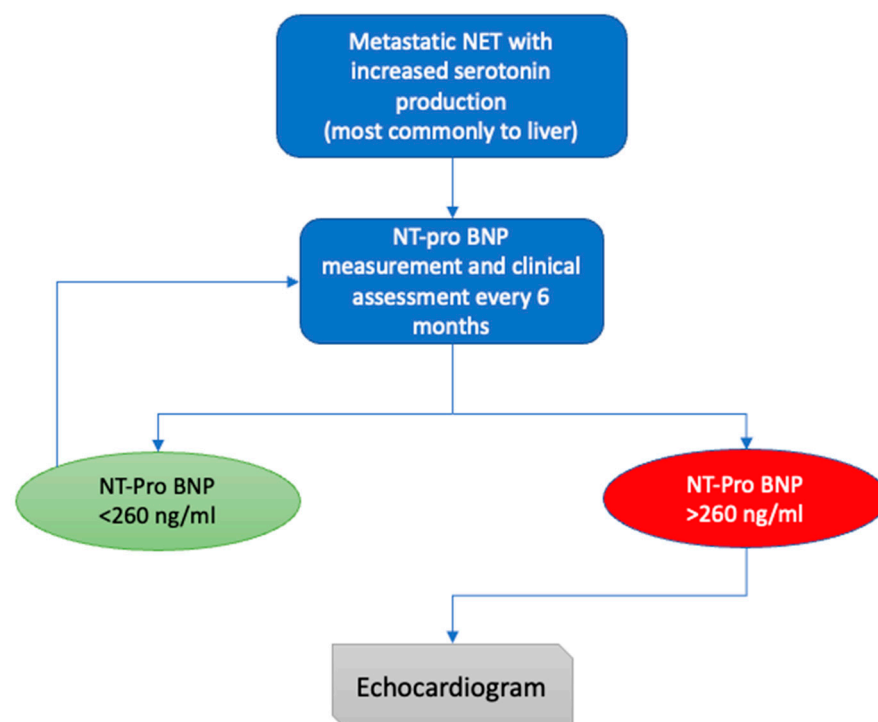 Metastatic NET with
increased serotonin
production
(most commonly to liver)
NT-pro BNP
measurement and clinical
assessment every 6
months
NT-Pro BNP
<260 ng/ml
NT-Pro BNP
>260 ng/ml
Echocardiogram